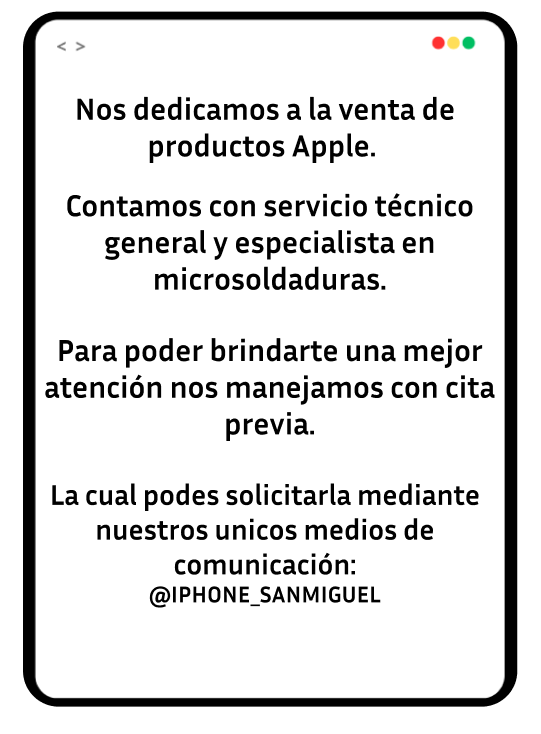 < >
Nos dedicamos a la venta de
productos Apple.
Contamos con servicio técnico
general y especialista en
microsoldaduras.
Para poder brindarte una mejor
atención nos manejamos con cita
previa.
La cual podes solicitarla mediante
nuestros unicos medios de
comunicación:
@IPHONE_SANMIGUEL